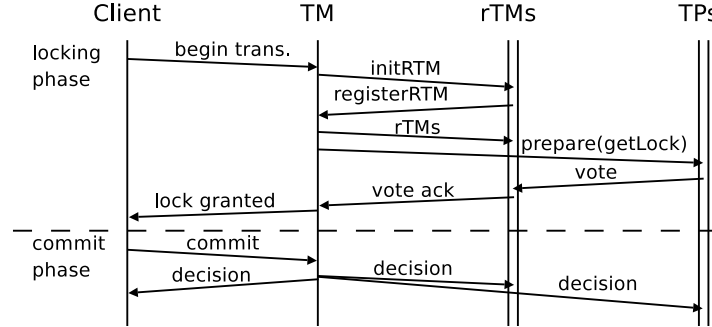 Client TM rTMs TPs
locking
phase
begin trans.
initRTM
registerRTM
rTMs
prepare(getLock)
vote
vote ack
lock granted
commit
phase
commit
decision
decision
decision